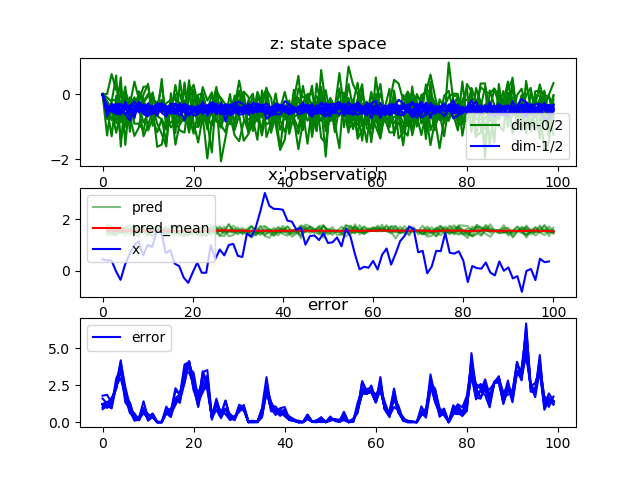 z: state space
0
−2
dim-0/2
dim-1/2
0 20 40 60 80 100
x: observation
2
0
pred
pred_mean
x
0 20 40 60 80 100
error
5.0
2.5
0.0
error
0 20 40 60 80 100